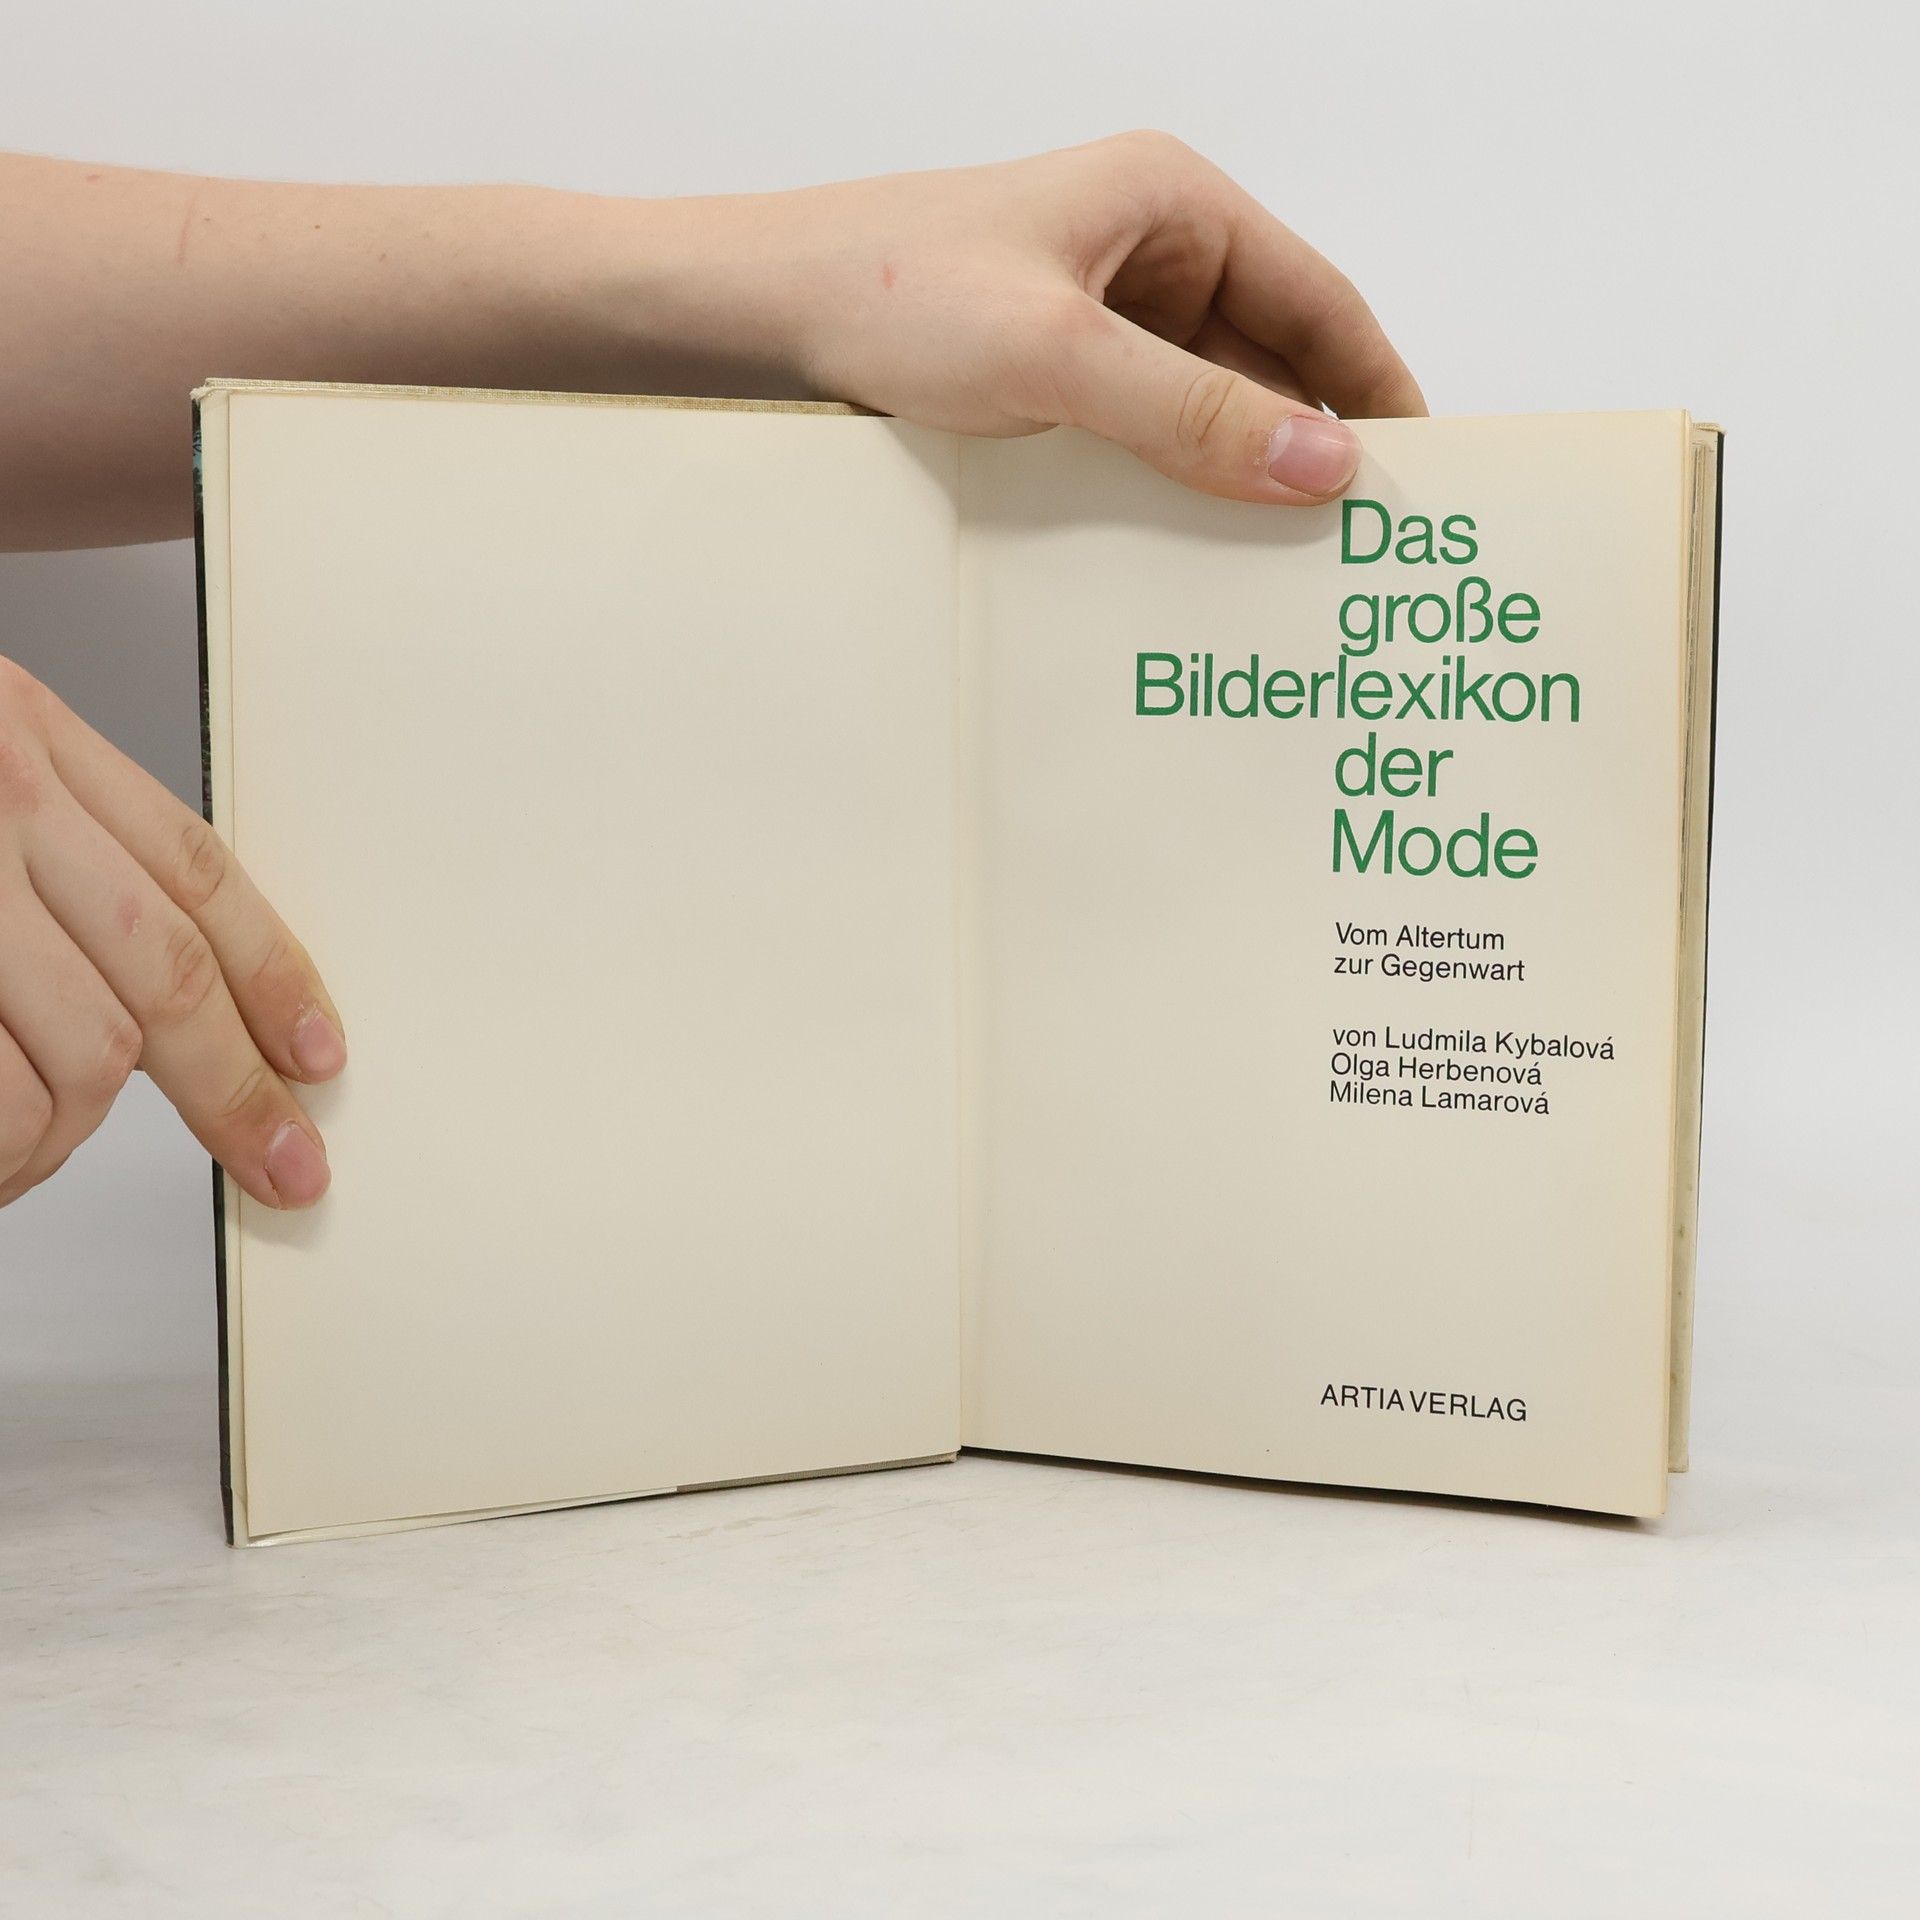 Das
große
Bilderlexikon
der
Mode
Vom Altertum
zur Gegenwart
von Ludmila Kybalová
Olga Herbenová
Milena Lamarová
ARTIA VERLAG